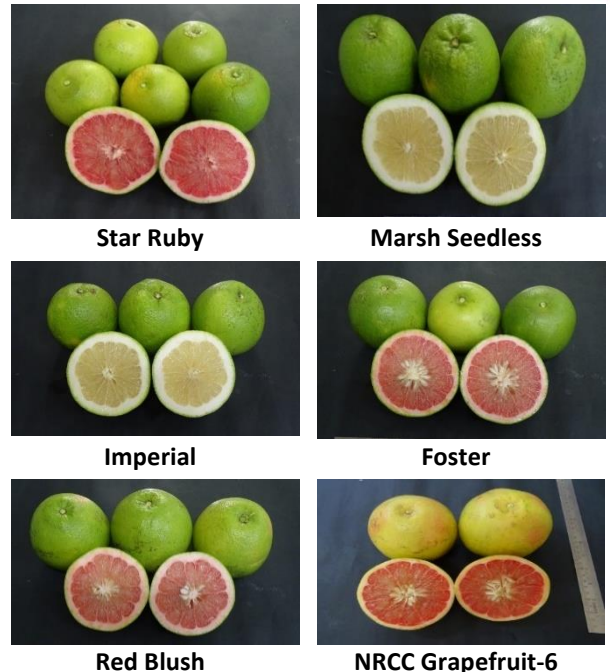 Star Ruby
Marsh Seedless
Imperial
Foster
Red Blush
NRCC Grapefruit-6